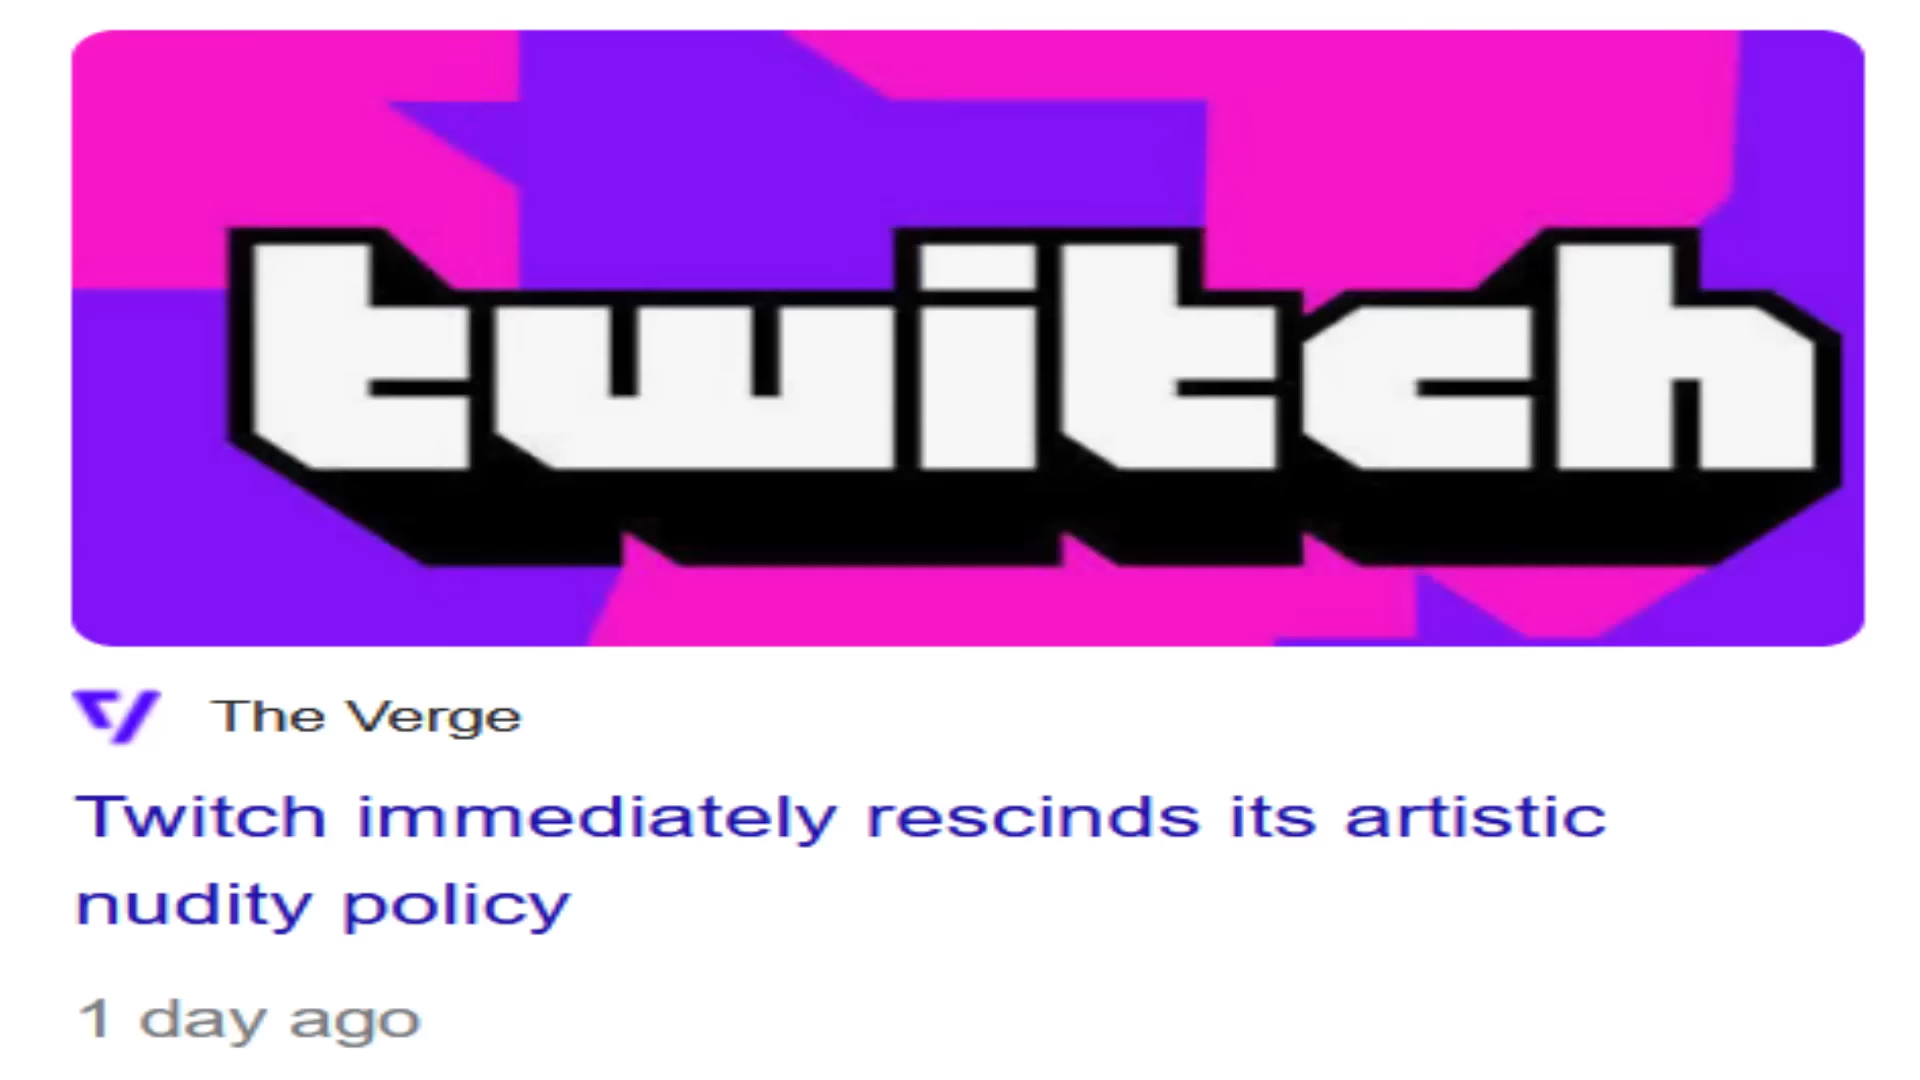 twitch
The Verge
Twitch immediately rescinds its artistic
nudity policy
1 day ago